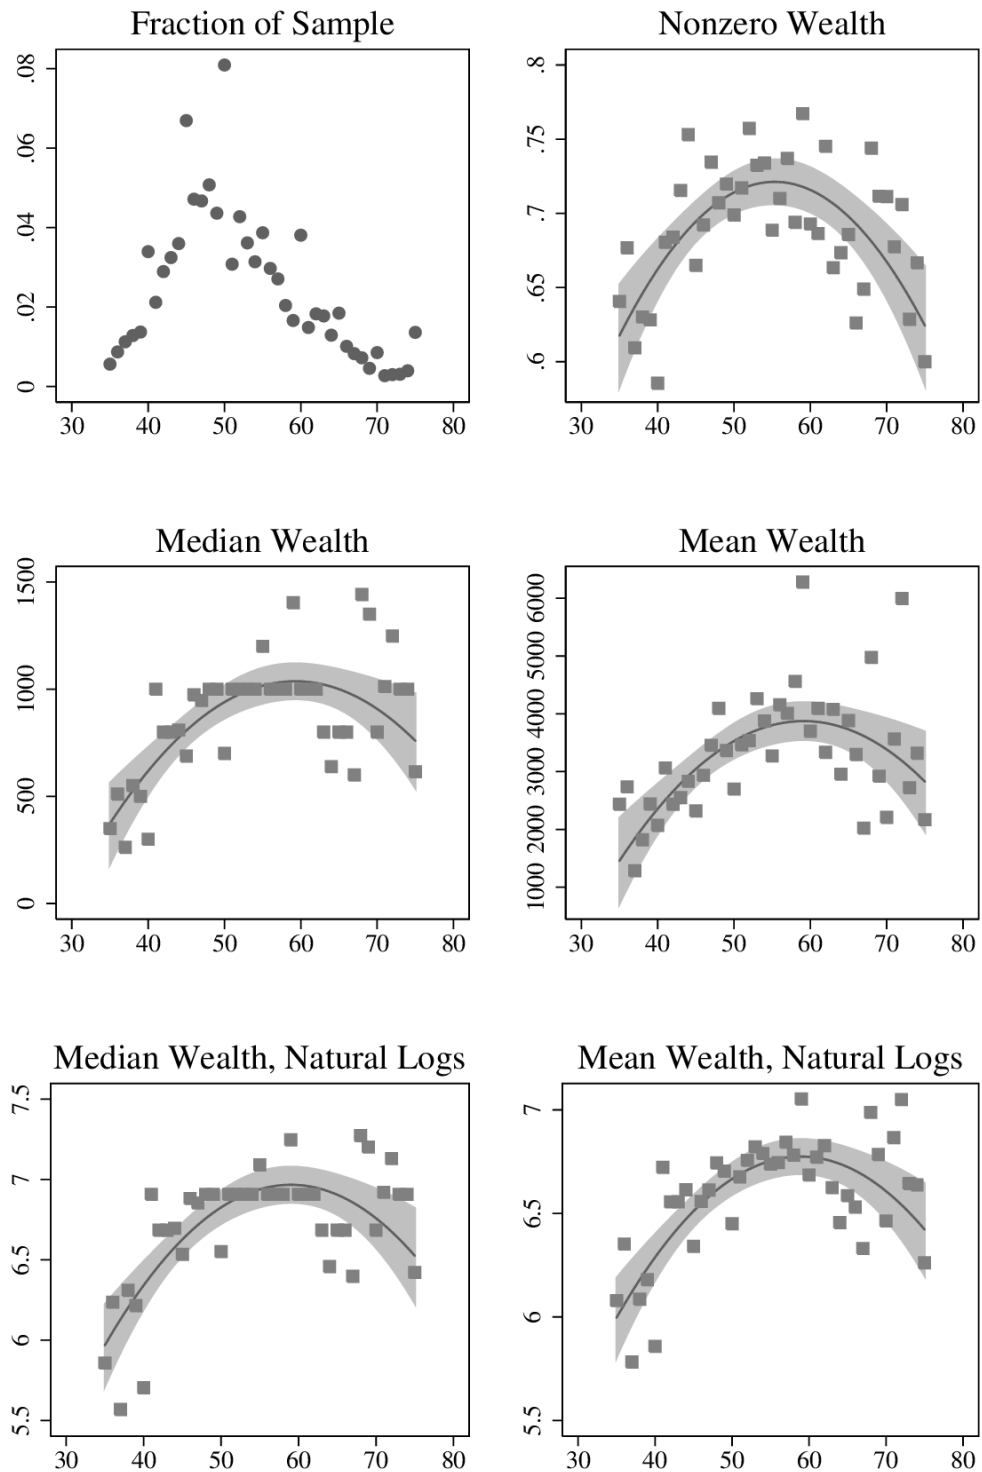 Fraction of Sample
.08
.06
.04
.02
0
30 40 50 60 70 80
Nonzero Wealth
.8
.75
.7
.65
.6
30 40 50 60 70 80
Median Wealth
1500
1000
500
0
30 40 50 60 70 80
Mean Wealth
6000
5000
4000
3000
2000
1000
30 40 50 60 70 80
Median Wealth, Natural Logs
7.5
7
6.5
6
5.5
30 40 50 60 70 80
Mean Wealth, Natural Logs
7
6.5
6
5.5
30 40 50 60 70 80